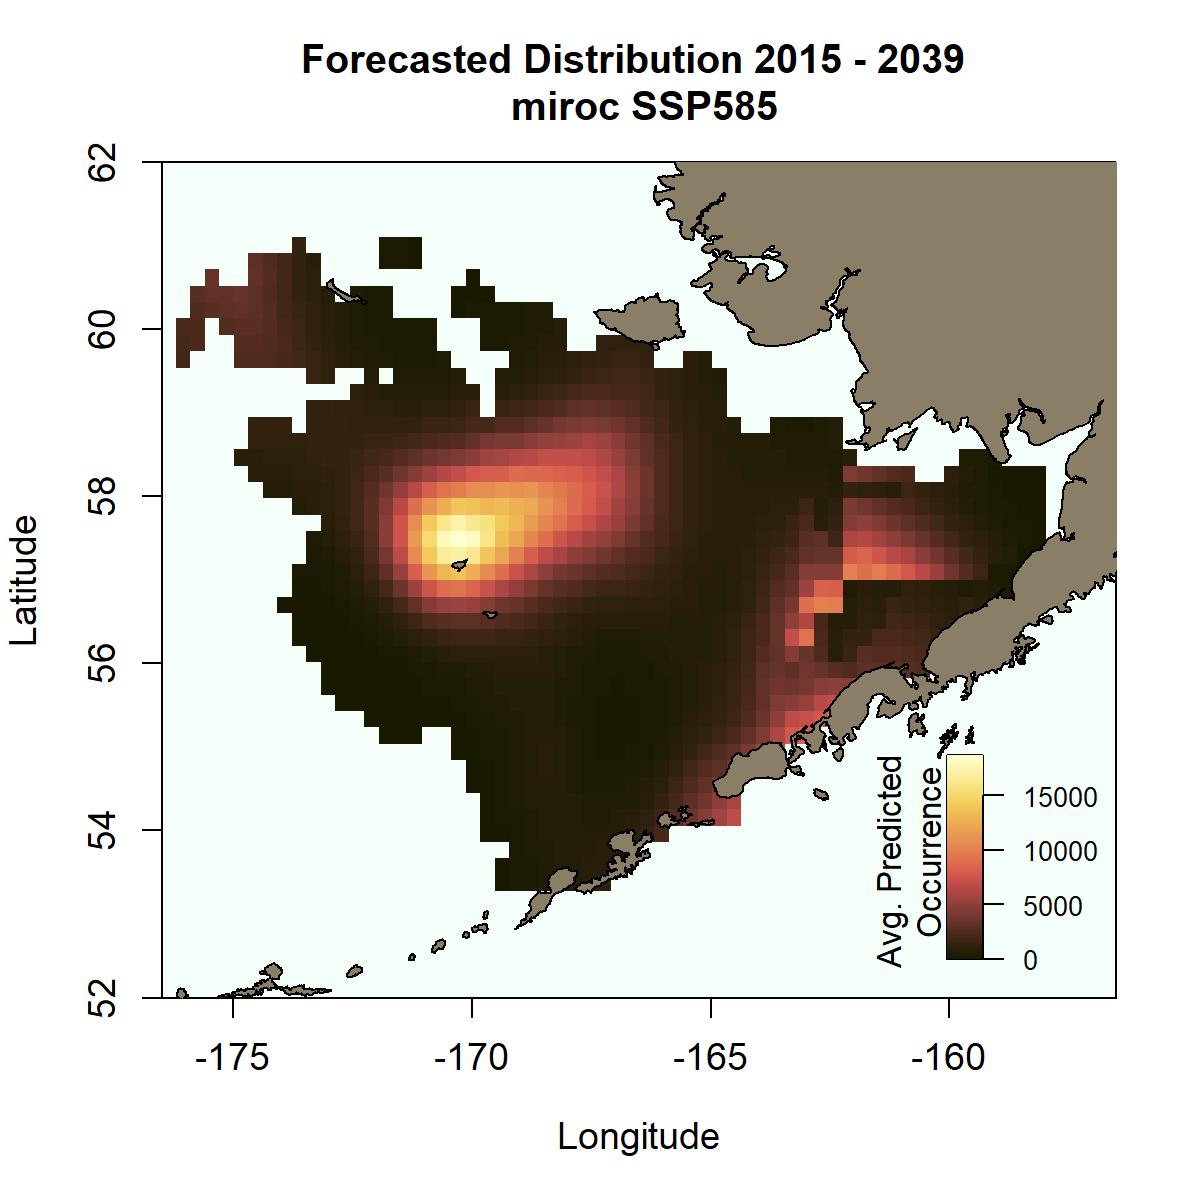 Forecasted Distribution 2015 - 2039
miroc SSP585
62
60
58
56
54
52
Latitude
-175
-170
-165
-160
Longitude
Avg. Predicted
Occurrence
15000
10000
5000
0